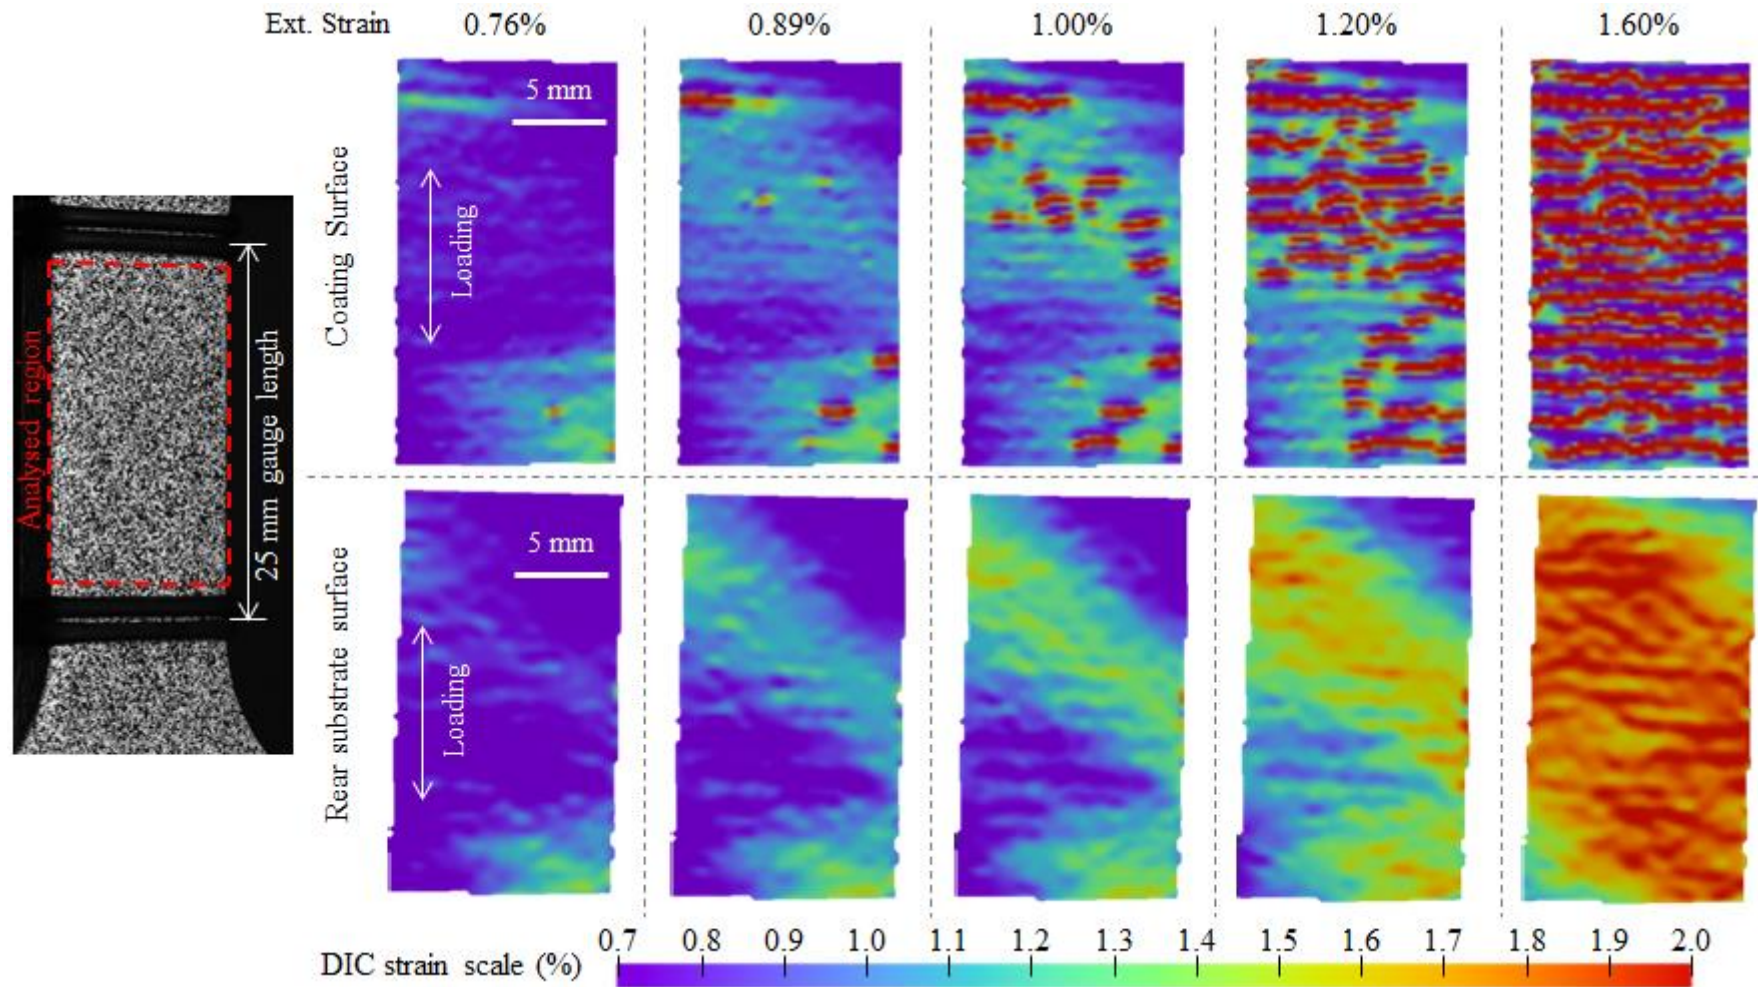 Ext. Strain 0.76% 0.89% 1.00% 1.20% 1.60%
Coating Surface
5 mm
Loading
Analysed region
25 mm gauge length
Rear substrate surface
5 mm
Loading
0.7 0.8 0.9 1.0 1.1 1.2 1.3 1.4 1.5 1.6 1.7 1.8 1.9 2.0
DIC strain scale (%)